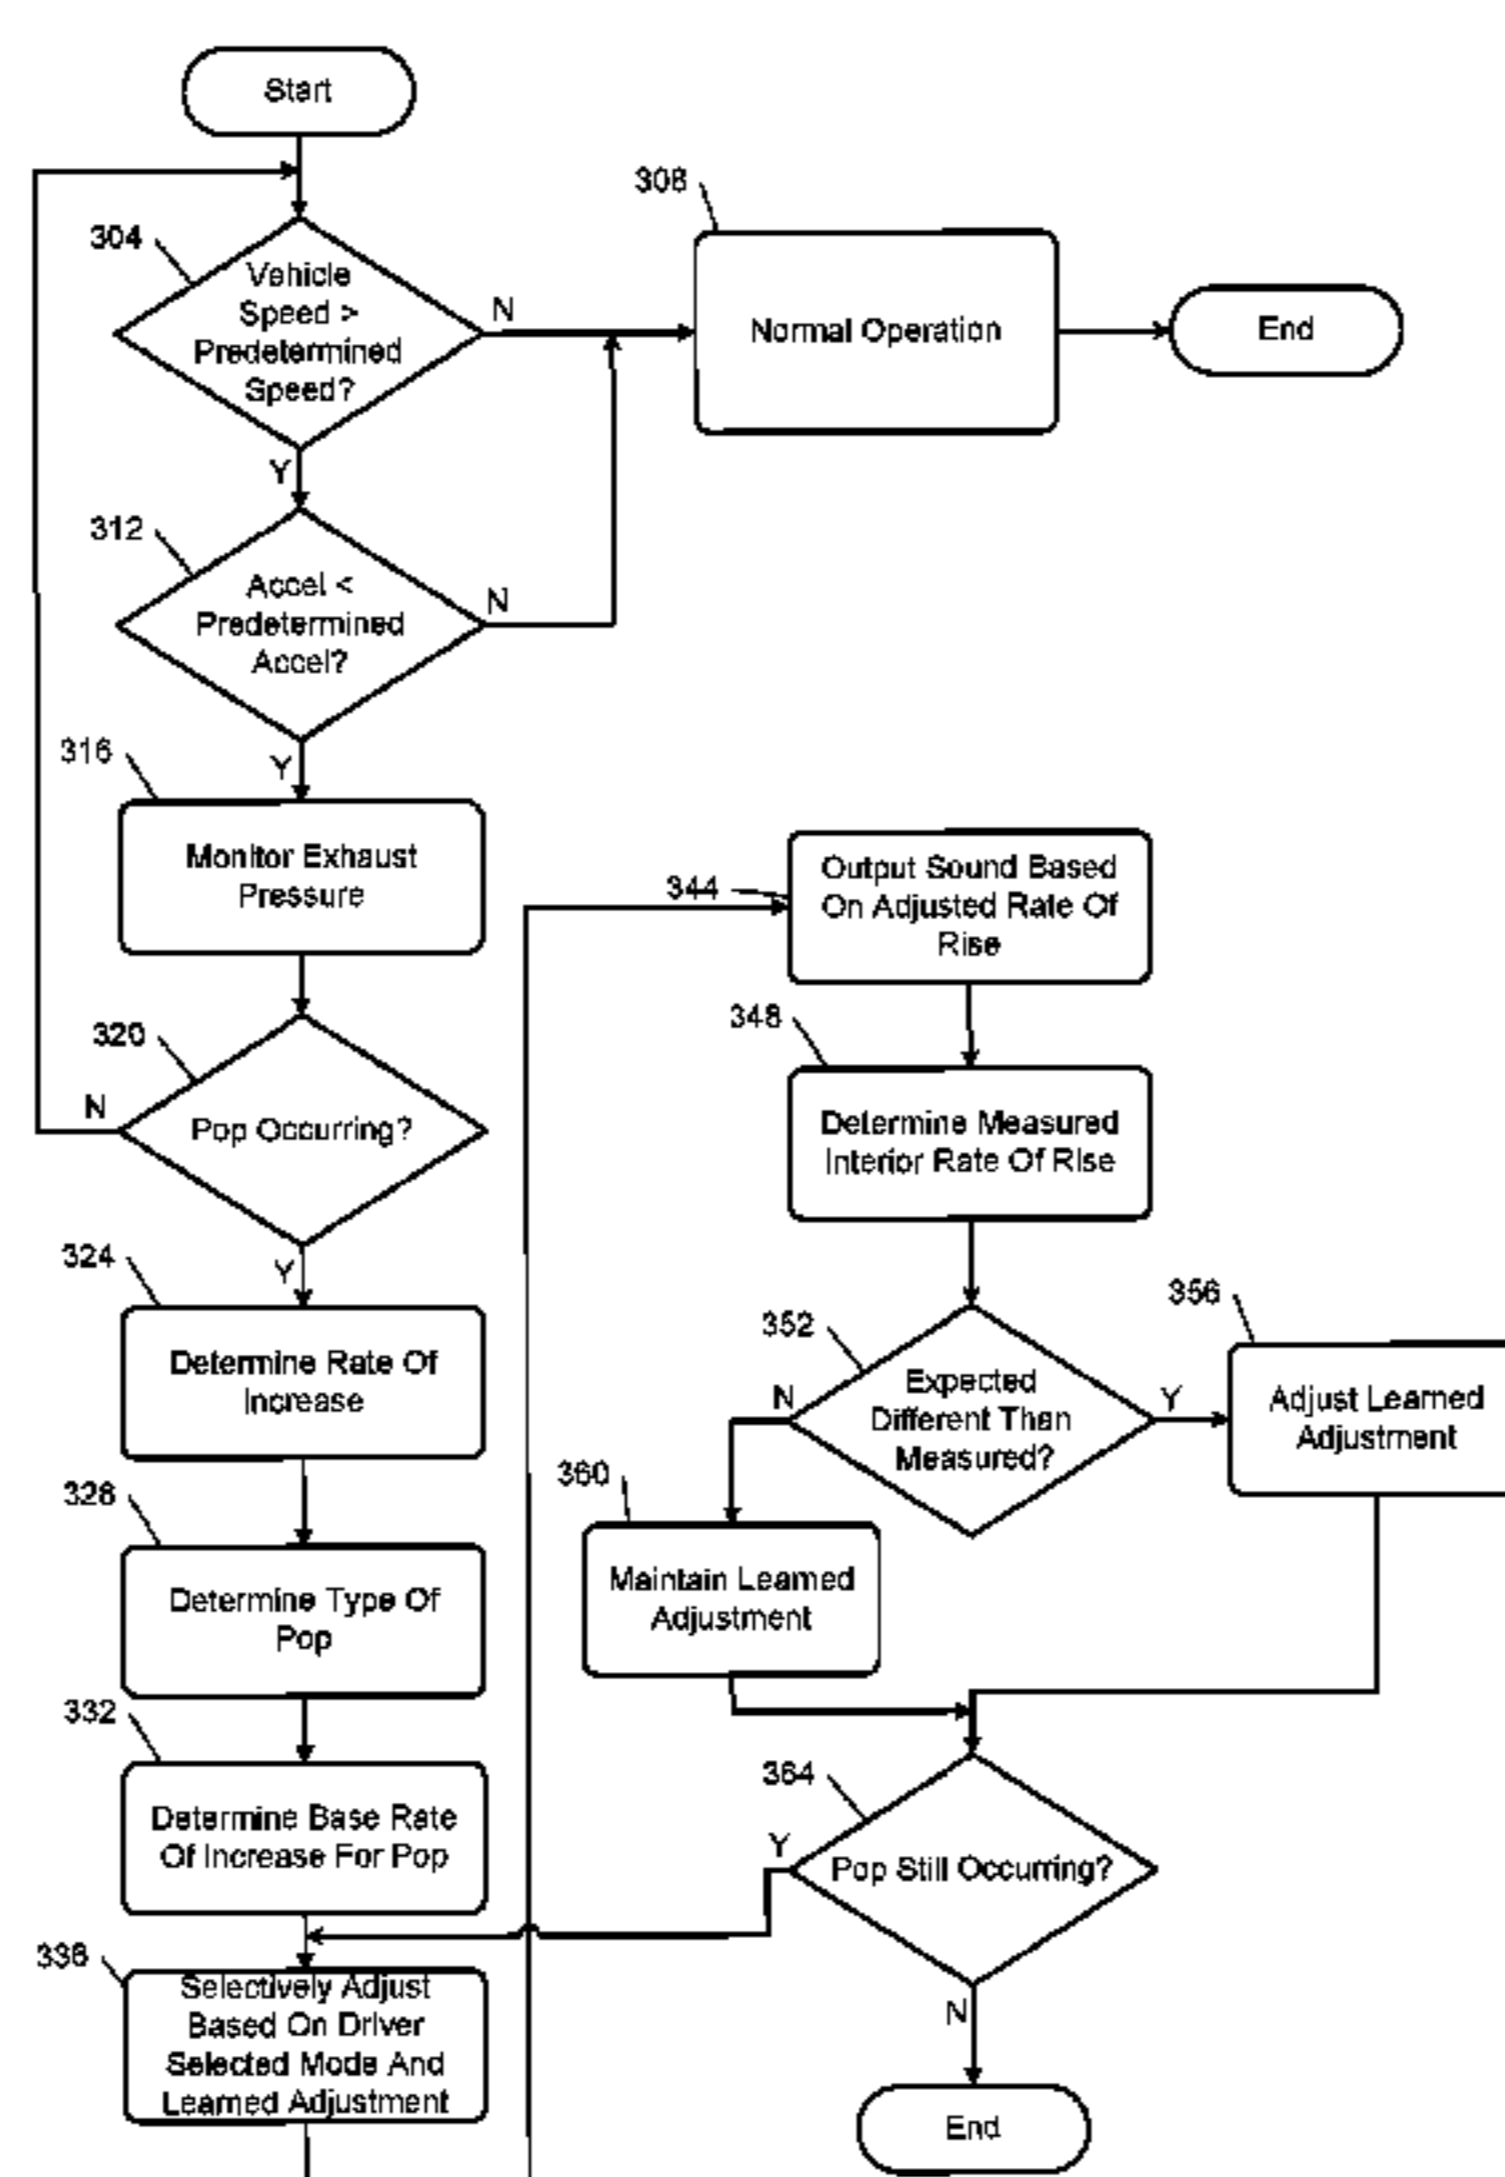 Start
304
Vehicle
Speed >
Predetermined
Speed?
N
308
Normal Operation
End
Y
312
Accel <
Predetermined
Accel?
N
Y
316
Monitor Exhaust
Pressure
320
Pop Occurring?
N
Y
324
Determine Rate Of
Increase
328
Determine Type Of
Pop
332
Determine Base Rate
Of Increase For Pop
336
Selectively Adjust
Based On Driver
Selected Mode And
Learned Adjustment
344
Output Sound Based
On Adjusted Rate Of
Rise
348
Determine Measured
Interior Rate Of Rise
352
Expected
Different Than
Measured?
N
Y
356
Adjust Learned
Adjustment
360
Maintain Learned
Adjustment
364
Pop Still Occurring?
Y
N
End